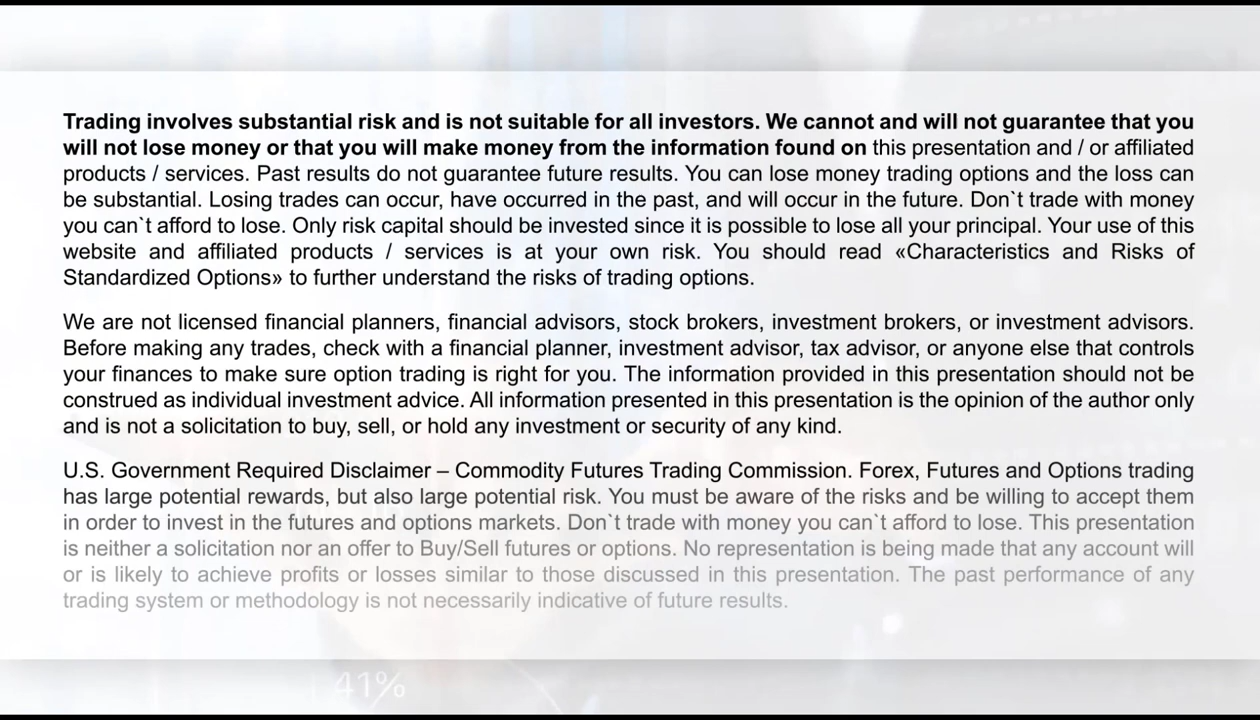 Trading involves substantial risk and is not suitable for all investors. We cannot and will not guarantee that you
will not lose money or that you will make money from the information found on this presentation and / or affiliated
products / services. Past results do not guarantee future results. You can lose money trading options and the loss can
be substantial. Losing trades can occur, have occurred in the past, and will occur in the future. Don`t trade with money
you can`t afford to lose. Only risk capital should be invested since it is possible to lose all your principal. Your use of this
website and affiliated products / services is at your own risk. You should read «Characteristics and Risks of
Standardized Options» to further understand the risks of trading options.
We are not licensed financial planners, financial advisors, stock brokers, investment brokers, or investment advisors.
Before making any trades, check with a financial planner, investment advisor, tax advisor, or anyone else that controls
your finances to make sure option trading is right for you. The information provided in this presentation should not be
construed as individual investment advice. All information presented in this presentation is the opinion of the author only
and is not a solicitation to buy, sell, or hold any investment or security of any kind.
U.S. Government Required Disclaimer – Commodity Futures Trading Commission. Forex, Futures and Options trading
has large potential rewards, but also large potential risk. You must be aware of the risks and be willing to accept them
in order to invest in the futures and options markets. Don`t trade with money you can`t afford to lose. This presentation
is neither a solicitation nor an offer to Buy/Sell futures or options. No representation is being made that any account will
or is likely to achieve profits or losses similar to those discussed in this presentation. The past performance of any
trading system or methodology is not necessarily indicative of future results.
41%